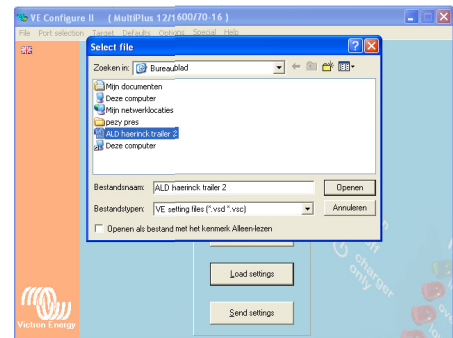 VE Configure II ( MultiPlus 12/1600/70-16 )
File Port selection Target Defaults Options Special Help
Select file
Zoeken in: Bureaublad
Mijn documenten
Deze computer
Mijn netwerklocaties
pezy pres
ALD haerinck trailer 2
Deze computer
Bestandsnaam: ALD haerinck trailer 2 Openen
Bestandstypen: VE setting files (*.vsd *.vsc) Annuleren
Openen als bestand met het kenmerk Alleen-lezen
off
charger
only
Load settings
Send settings
Victron Energy